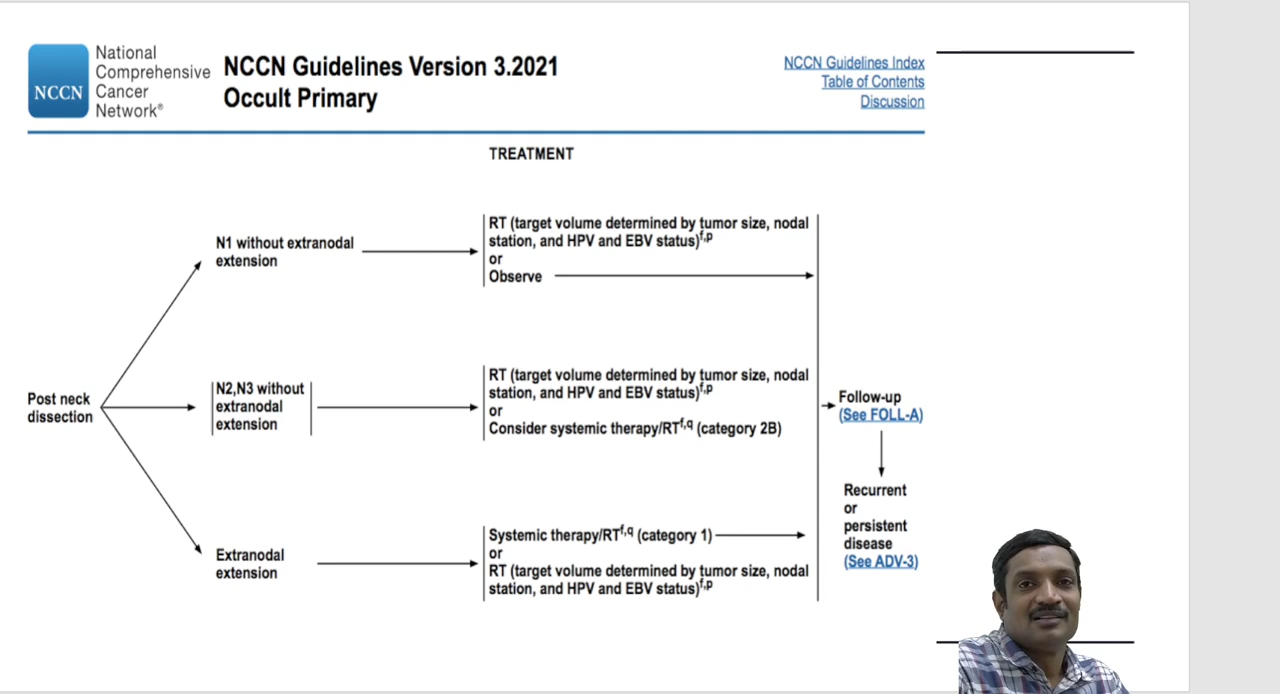 National
Comprehensive
Cancer
Network®
NCCN
NCCN Guidelines Version 3.2021
Occult Primary
NCCN Guidelines Index
Table of Contents
Discussion
TREATMENT
Post neck
dissection
N1 without extranodal
extension
RT (target volume determined by tumor size, nodal
station, and HPV and EBV status)f,p
or
Observe
N2,N3 without
extranodal
extension
RT (target volume determined by tumor size, nodal
station, and HPV and EBV status)f,p
or
Consider systemic therapy/RTf,q (category 2B)
Extranodal
extension
Systemic therapy/RTf,q (category 1)
or
RT (target volume determined by tumor size, nodal
station, and HPV and EBV status)f,p
Follow-up
(See FOLL-A)
Recurrent
or
persistent
disease
(See ADV-3)